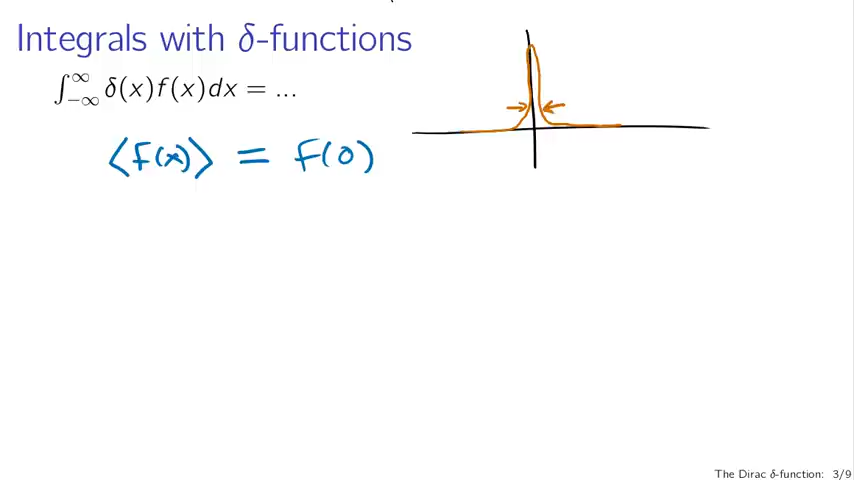 Integrals with δ-functions
∫_{-∞}^{∞} δ(x)f(x)dx = ...
⟨f(x)⟩ = f(0)
The Dirac δ-function: 3/9